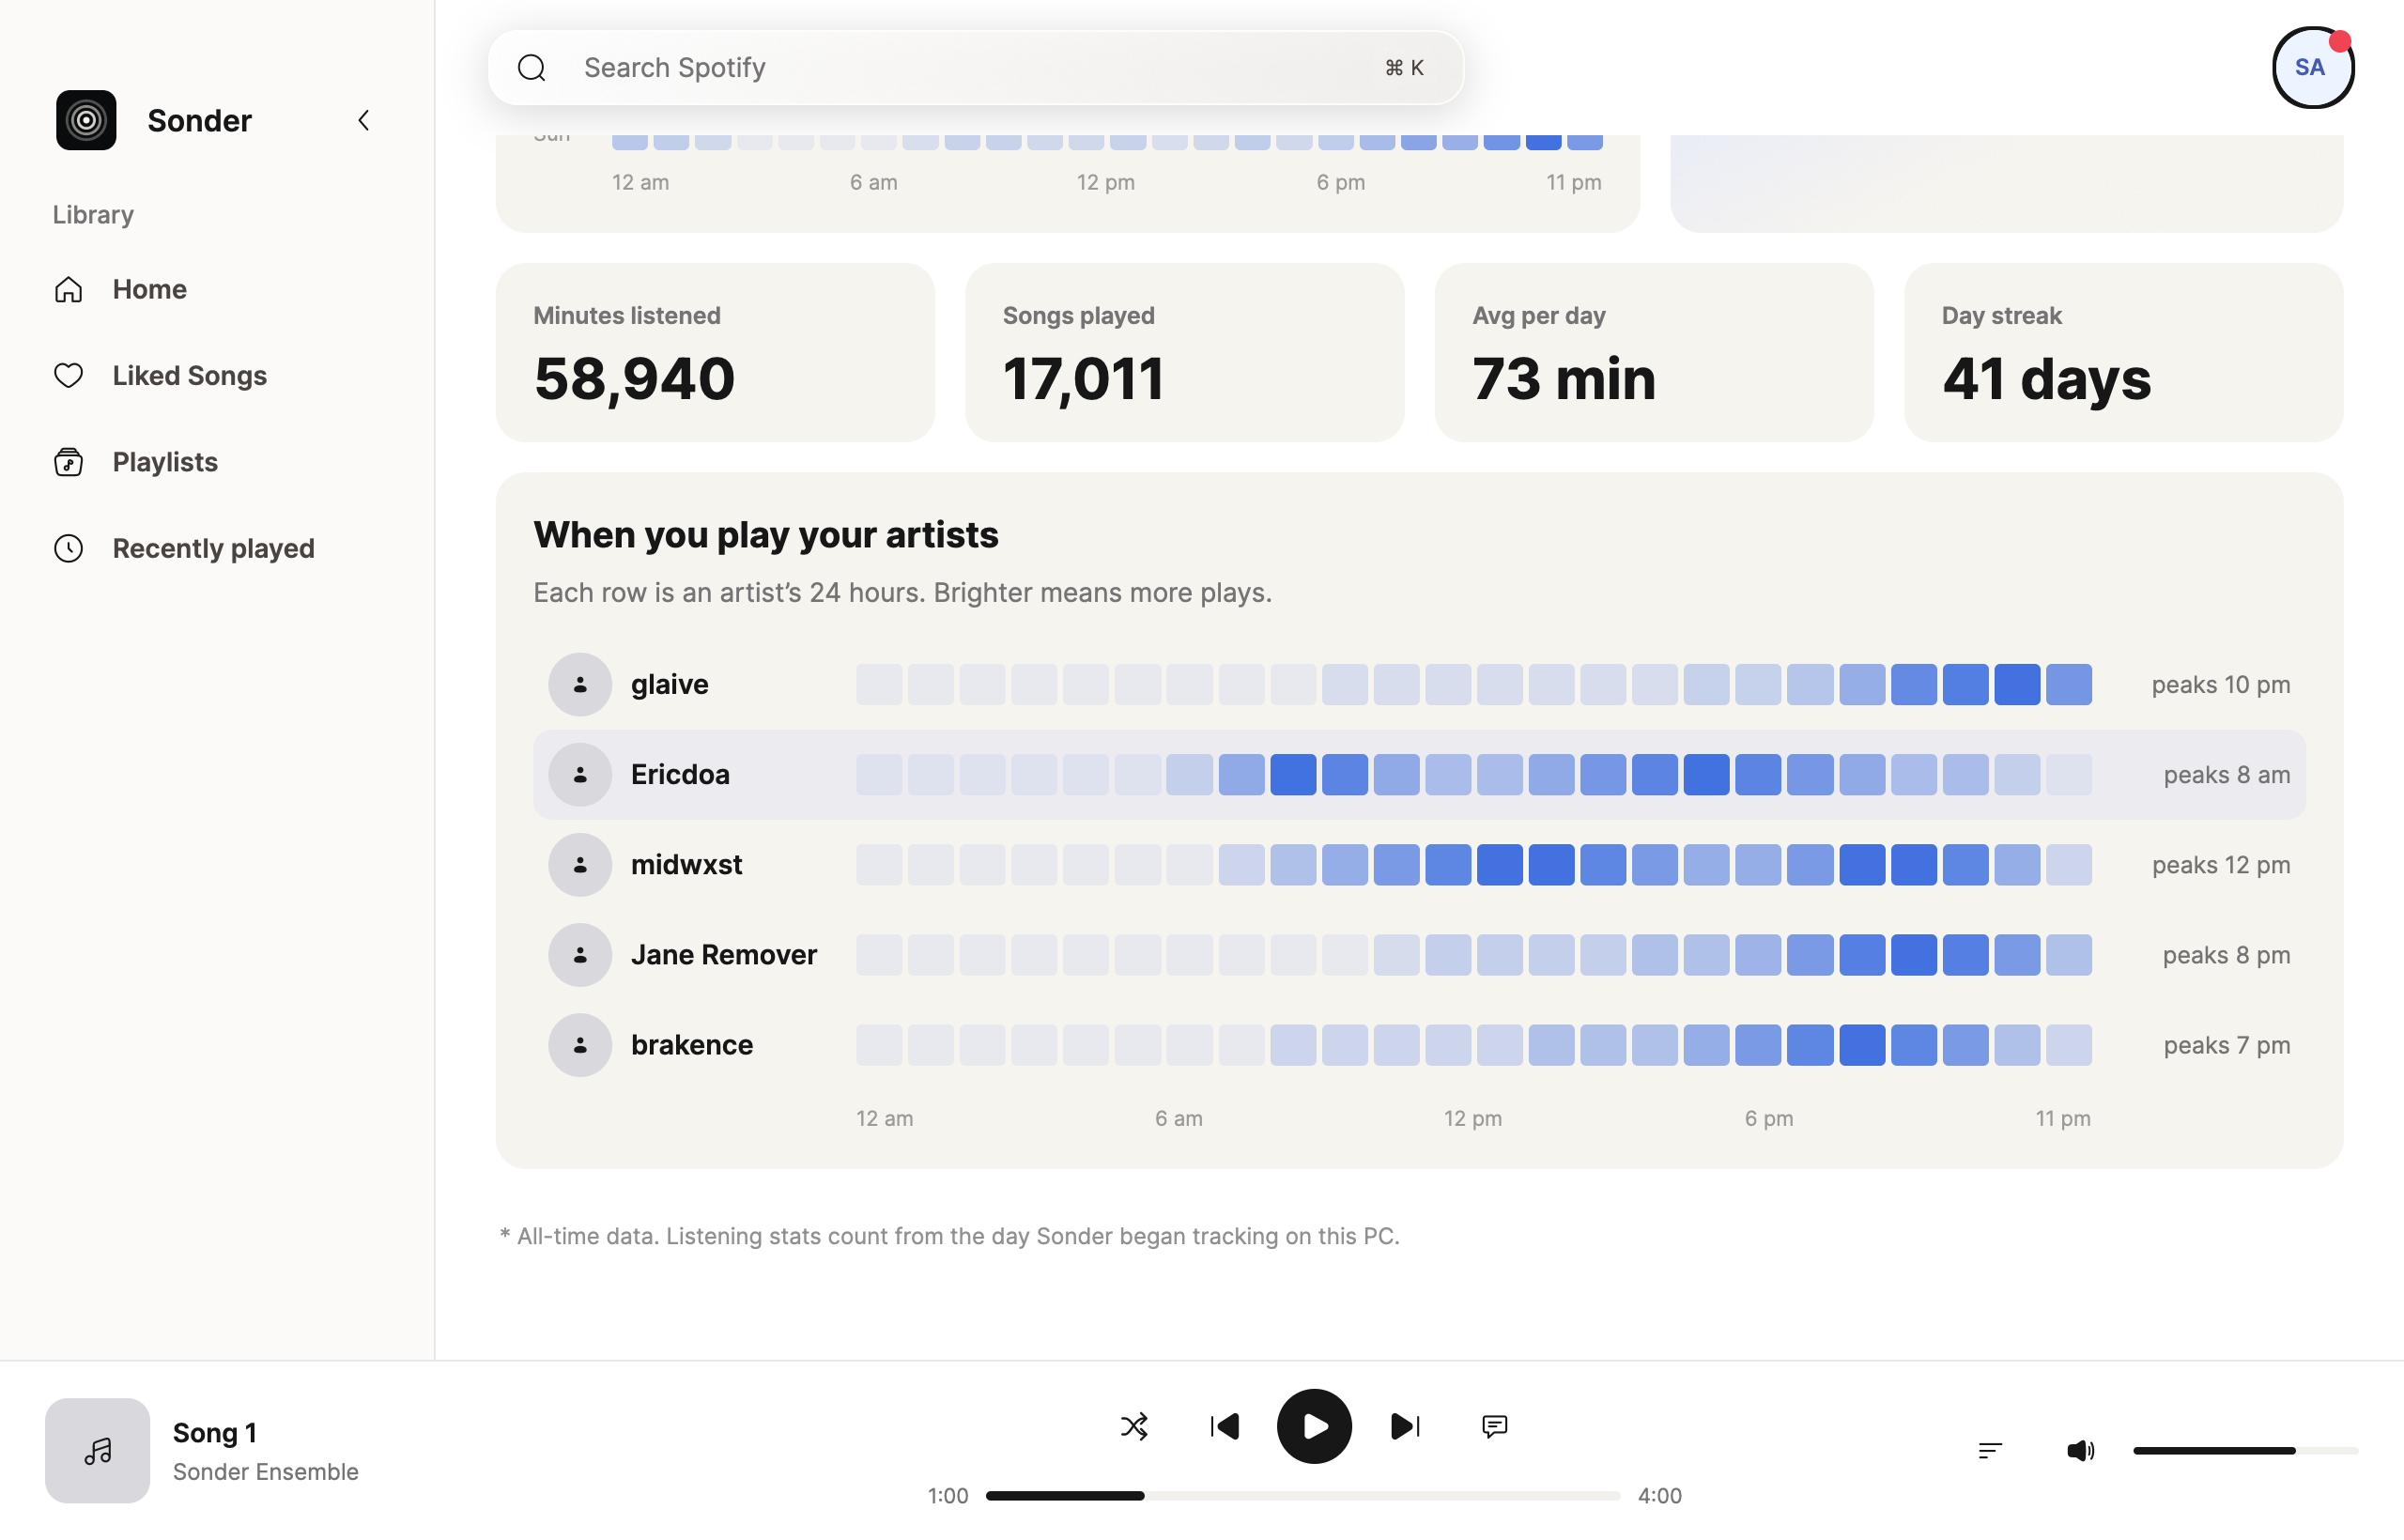 Search Spotify
⌘ K
SA
Sonder
Library
Home
Liked Songs
Playlists
Recently played
Sun
12 am 6 am 12 pm 6 pm 11 pm
Minutes listened
58,940
Songs played
17,011
Avg per day
73 min
Day streak
41 days
When you play your artists
Each row is an artist’s 24 hours. Brighter means more plays.
glaive peaks 10 pm
Ericdoa peaks 8 am
midwxst peaks 12 pm
Jane Remover peaks 8 pm
brakence peaks 7 pm
12 am 6 am 12 pm 6 pm 11 pm
* All-time data. Listening stats count from the day Sonder began tracking on this PC.
Song 1
Sonder Ensemble
1:00 4:00